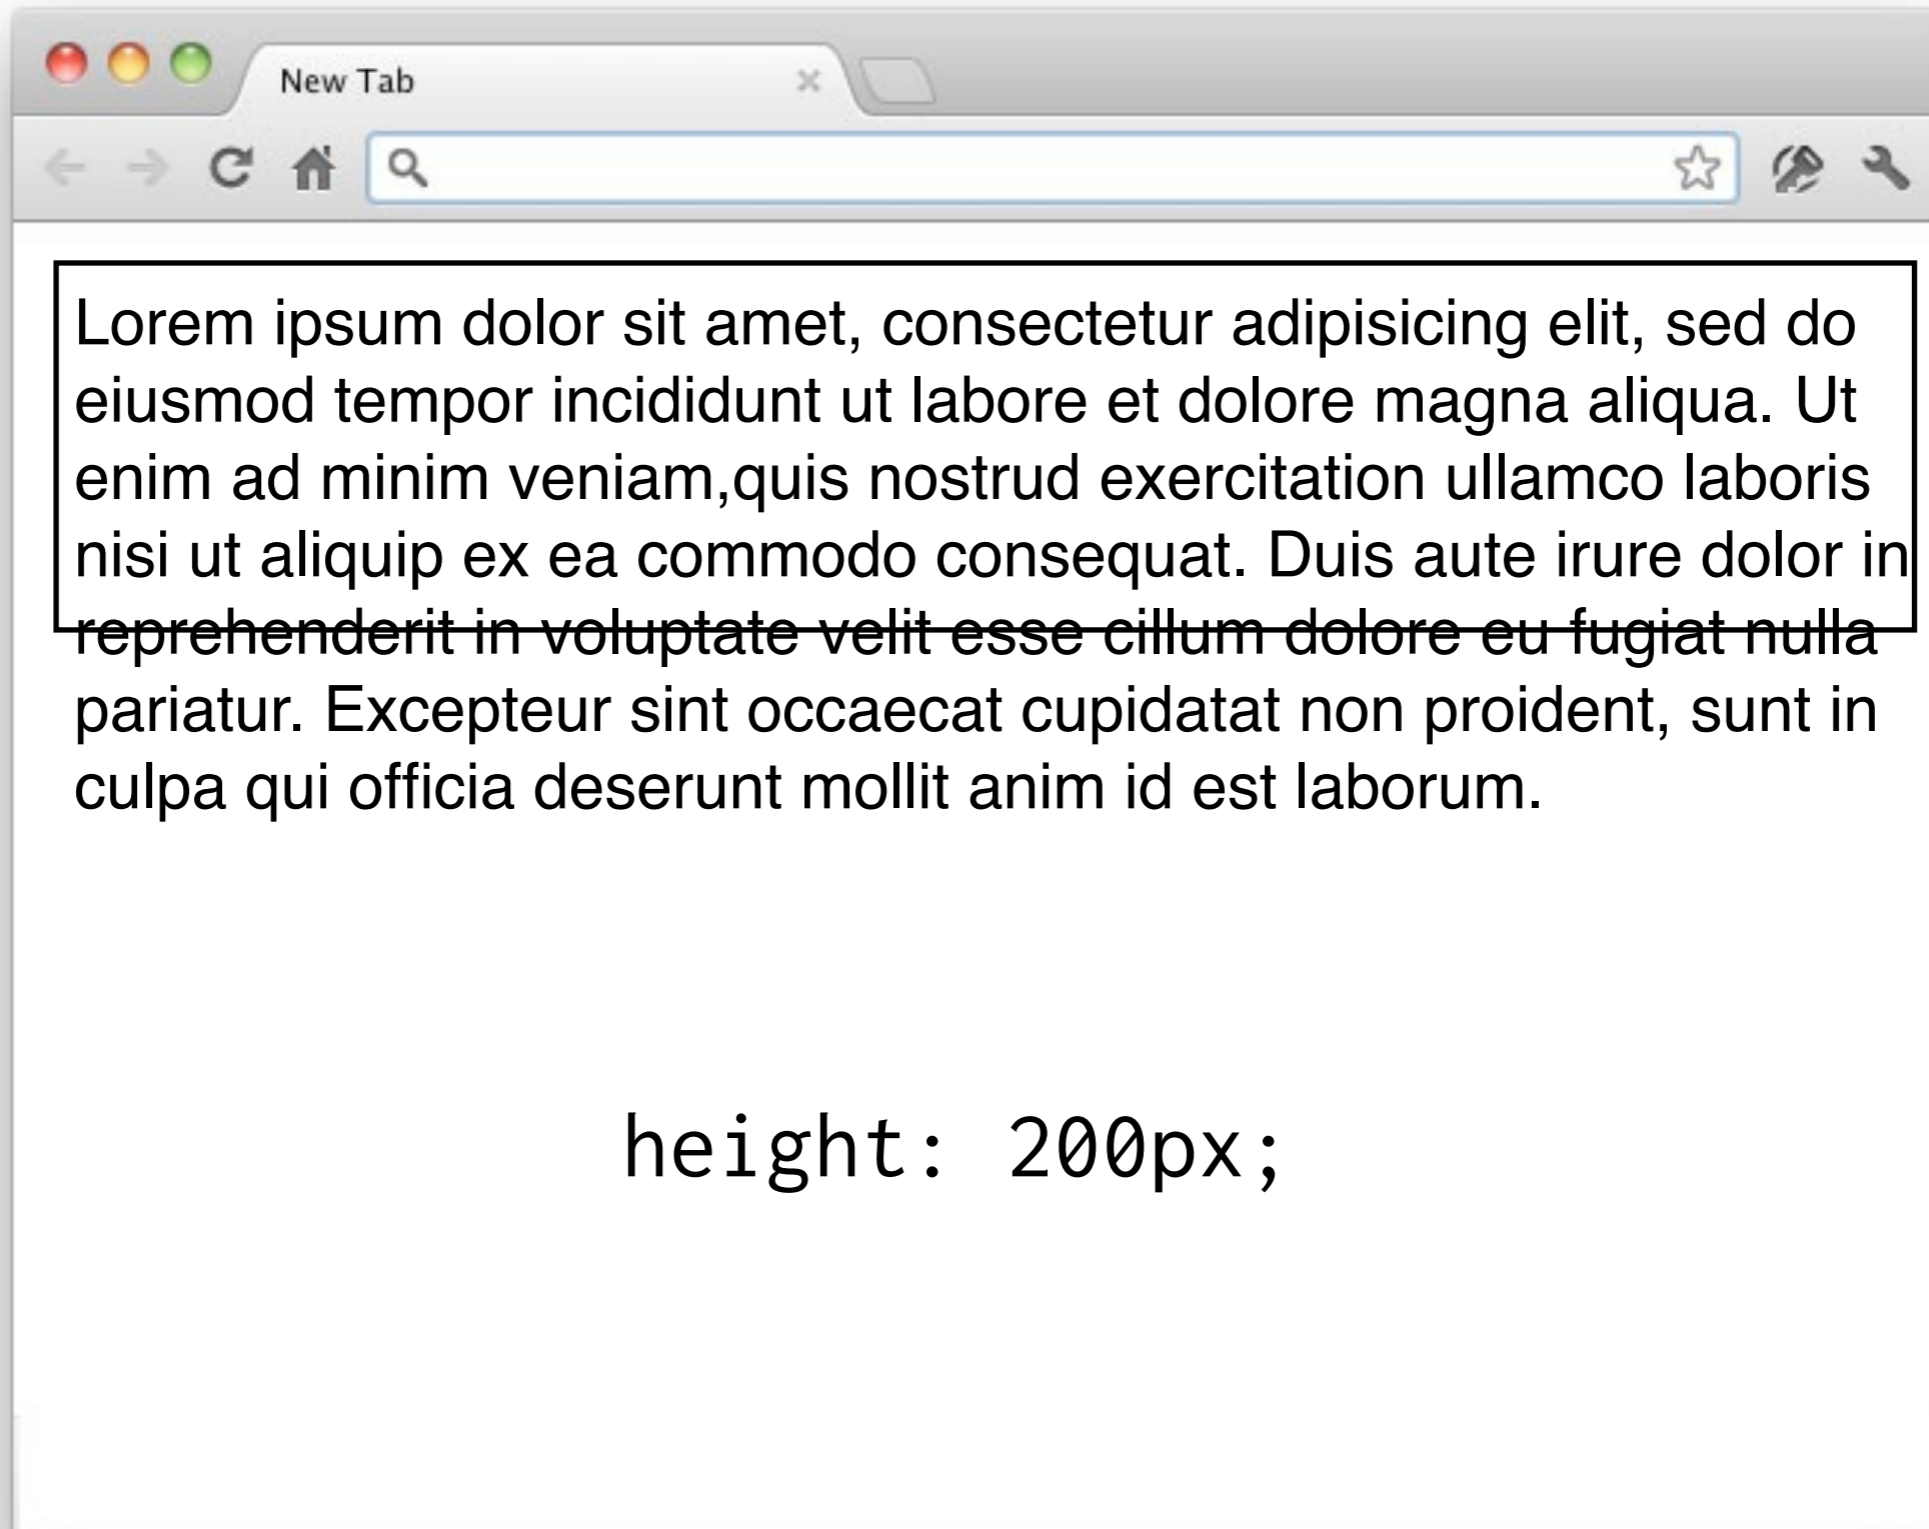 New Tab
Lorem ipsum dolor sit amet, consectetur adipisicing elit, sed do
eiusmod tempor incididunt ut labore et dolore magna aliqua. Ut
enim ad minim veniam,quis nostrud exercitation ullamco laboris
nisi ut aliquip ex ea commodo consequat. Duis aute irure dolor in
reprehenderit in voluptate velit esse cillum dolore eu fugiat nulla
pariatur. Excepteur sint occaecat cupidatat non proident, sunt in
culpa qui officia deserunt mollit anim id est laborum.
height: 200px;